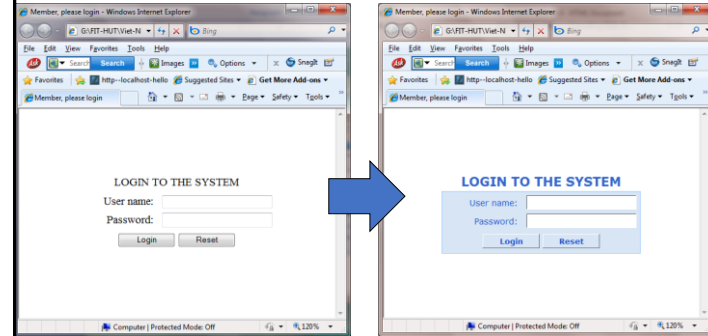 Member, please login - Windows Internet Explorer
G:\FIT-HUT\Viet-N
Bing
File Edit View Favorites Tools Help
Search Search Images Options SnagIt
Favorites http--localhost-hello Suggested Sites Get More Add-ons
Member, please login Page Safety Tools
LOGIN TO THE SYSTEM
User name:
Password:
Login Reset
Computer | Protected Mode: Off 120%
Member, please login - Windows Internet Explorer
G:\FIT-HUT\Viet-N
Bing
File Edit View Favorites Tools Help
Search Search Images Options SnagIt
Favorites http--localhost-hello Suggested Sites Get More Add-ons
Member, please login Page Safety Tools
LOGIN TO THE SYSTEM
User name:
Password:
Login Reset
Computer | Protected Mode: Off 120%